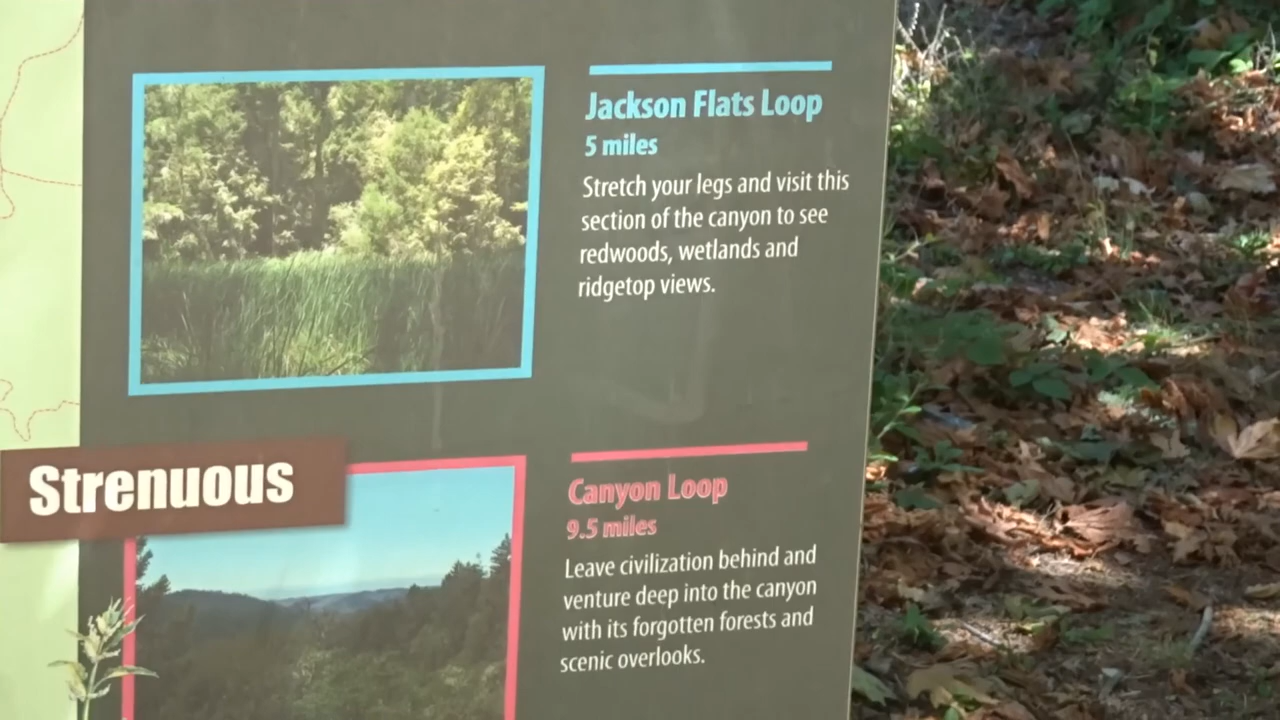 Jackson Flats Loop
5 miles
Stretch your legs and visit this
section of the canyon to see
redwoods, wetlands and
ridgetop views.
Strenuous
Canyon Loop
9.5 miles
Leave civilization behind and
venture deep into the canyon
with its forgotten forests and
scenic overlooks.